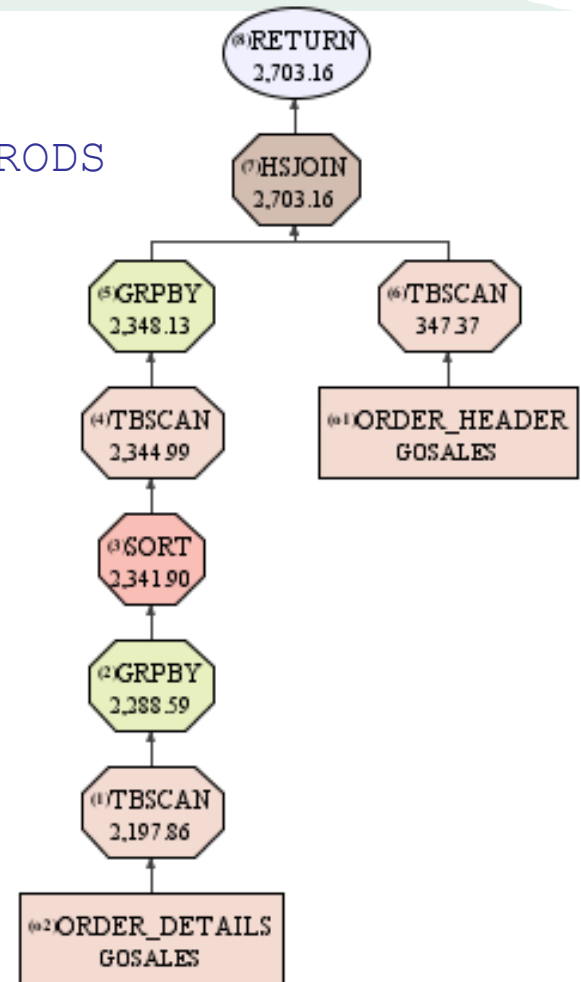 (8)RETURN
2,703.16
RODS
(7)HSJOIN
2,703.16
(5)GRPBY
2,348.13
(6)TBSCAN
347.37
(4)TBSCAN
2,344.99
(o1)ORDER_HEADER
GOSALES
(3)SORT
2,341.90
(2)GRPBY
2,288.59
(1)TBSCAN
2,197.86
(o2)ORDER_DETAILS
GOSALES